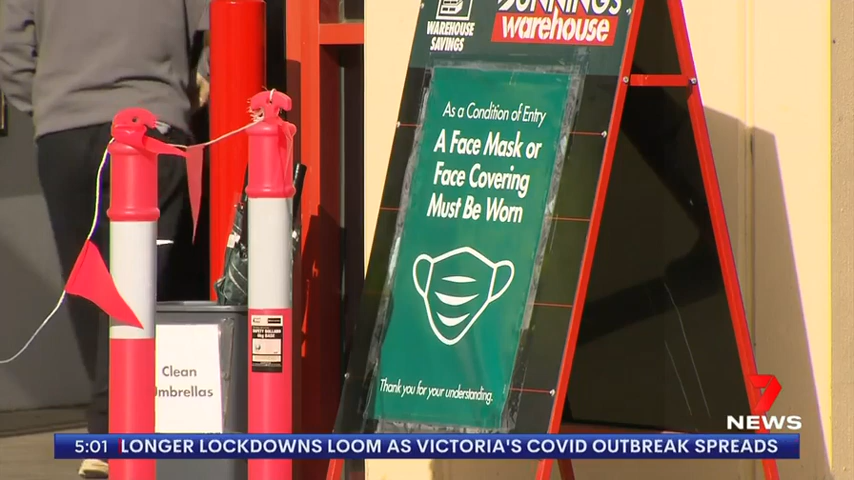 WAREHOUSE
SAVINGS
BUNNINGS
warehouse
As a Condition of Entry
A Face Mask or
Face Covering
Must Be Worn
Thank you for your understanding.
Clean
Umbrellas
7
NEWS
5:01 LONGER LOCKDOWNS LOOM AS VICTORIA'S COVID OUTBREAK SPREADS